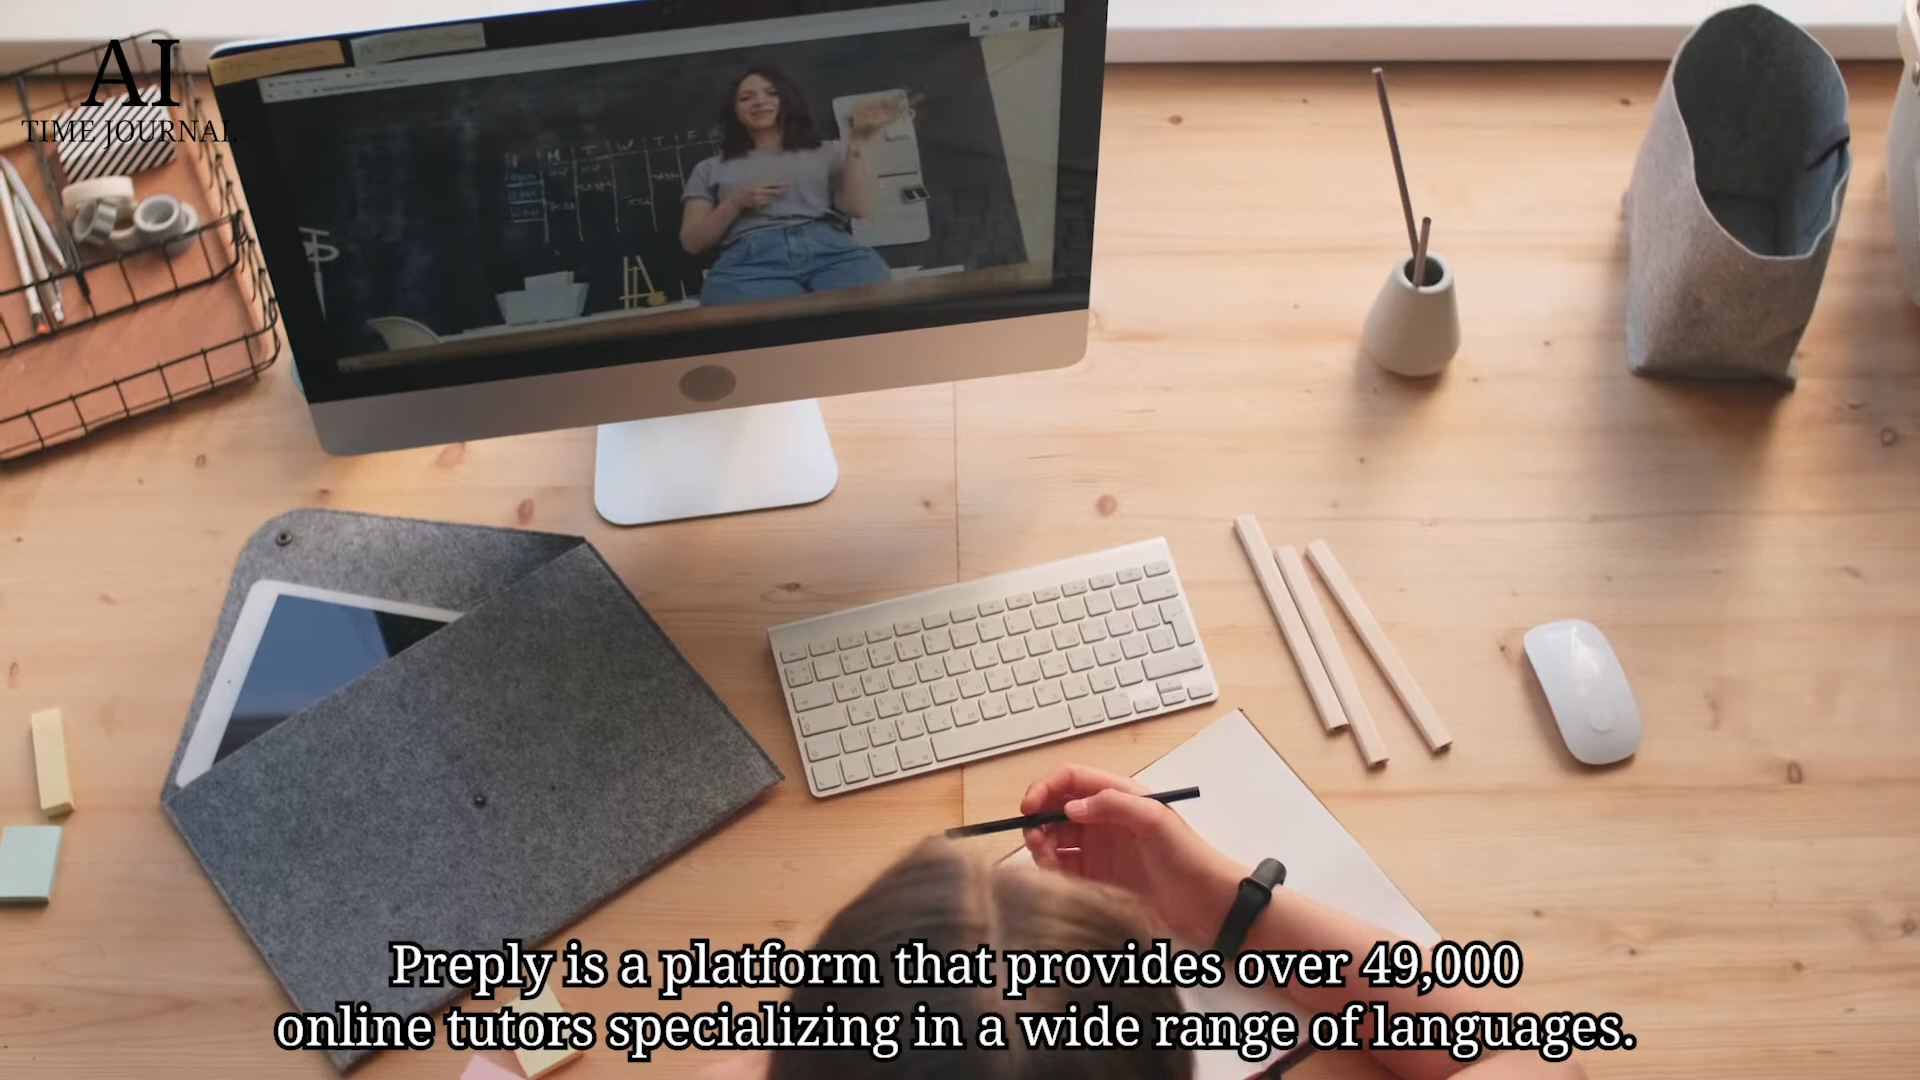 AI
TIME JOURNAL
Preply is a platform that provides over 49,000
online tutors specializing in a wide range of languages.